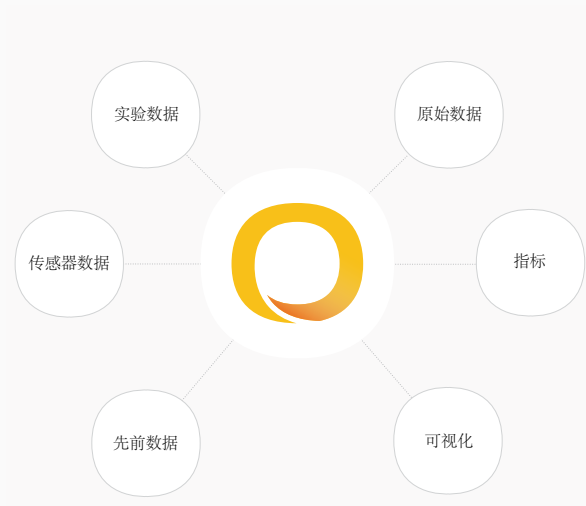 实验数据
原始数据
传感器数据
指标
先前数据
可视化